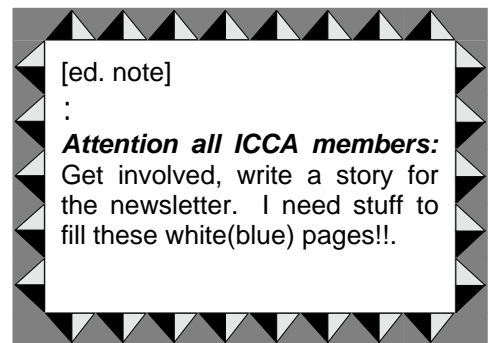 [ed. note]
:
Attention all ICCA members:
Get involved, write a story for
the newsletter. I need stuff to
fill these white(blue) pages!!.